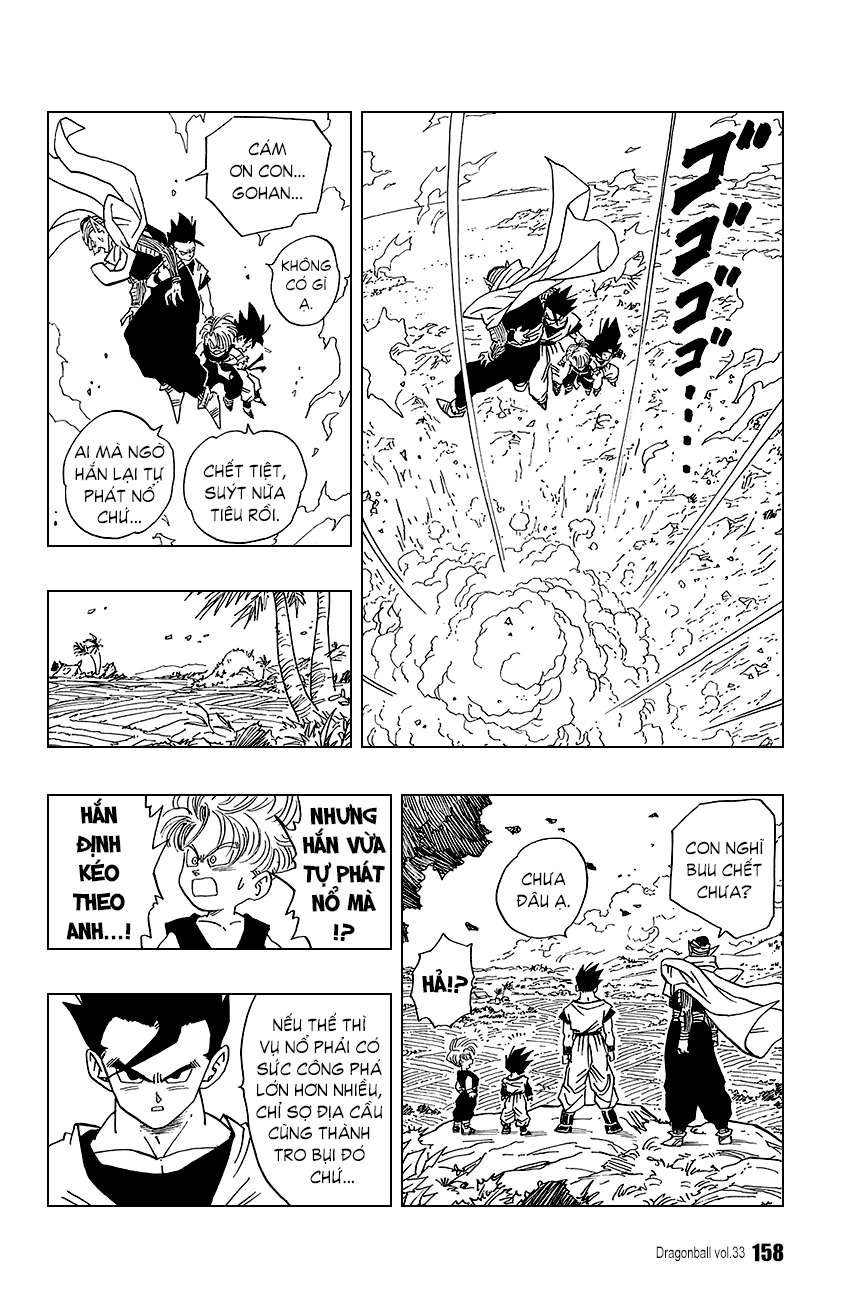 ゴゴゴゴ・・・・
CÁM
ƠN CON...
GOHAN...
KHÔNG
CÓ GÌ
Ạ.
CHẾT TIỆT,
SUÝT NỮA
TIÊU RỒI.
AI MÀ NGỜ
HẮN LẠI TỰ
PHÁT NỔ
CHỨ...
CON NGHĨ
BUU CHẾT
CHƯA?
CHƯA
ĐÂU Ạ.
HẢ!?
NHƯNG
HẮN VỪA
TỰ PHÁT
NỔ MÀ
!?
HẮN
ĐỊNH
KÉO
THEO
ANH...!
NẾU THẾ THÌ
VỤ NỔ PHẢI CÓ
SỨC CÔNG PHÁ
LỚN HƠN NHIỀU,
CHỈ SỢ ĐỊA CẦU
CŨNG THÀNH
TRO BỤI ĐÓ
CHỨ...
Dragonball vol.33 158